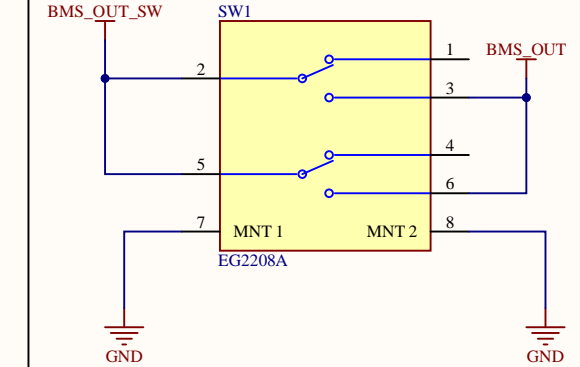 BMS_OUT_SW
SW1
1
BMS_OUT
2
3
4
5
6
7
MNT 1
MNT 2
8
EG2208A
GND
GND